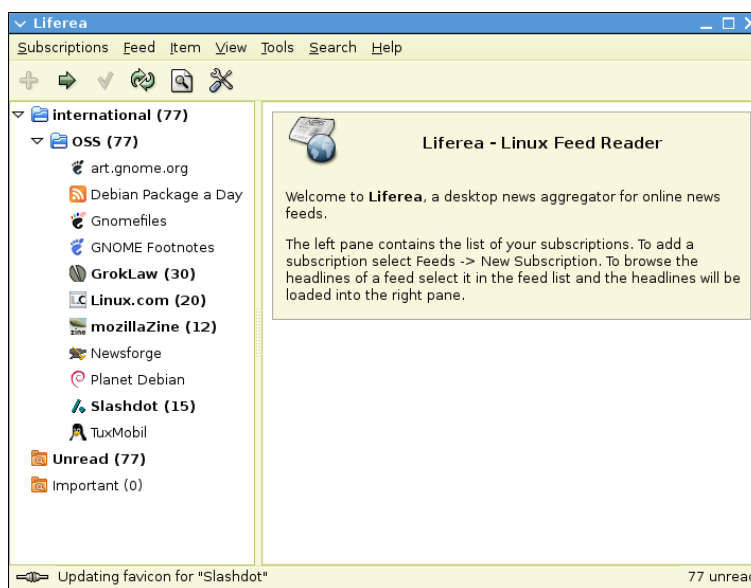 Liferea
Subscriptions Feed Item View Tools Search Help
international (77)
OSS (77)
art.gnome.org
Debian Package a Day
Gnomefiles
GNOME Footnotes
GrokLaw (30)
Linux.com (20)
mozillaZine (12)
Newsforge
Planet Debian
Slashdot (15)
TuxMobil
Unread (77)
Important (0)
Liferea - Linux Feed Reader
Welcome to Liferea, a desktop news aggregator for online news
feeds.
The left pane contains the list of your subscriptions. To add a
subscription select Feeds -> New Subscription. To browse the
headlines of a feed select it in the feed list and the headlines will be
loaded into the right pane.
Updating favicon for "Slashdot"
77 unread